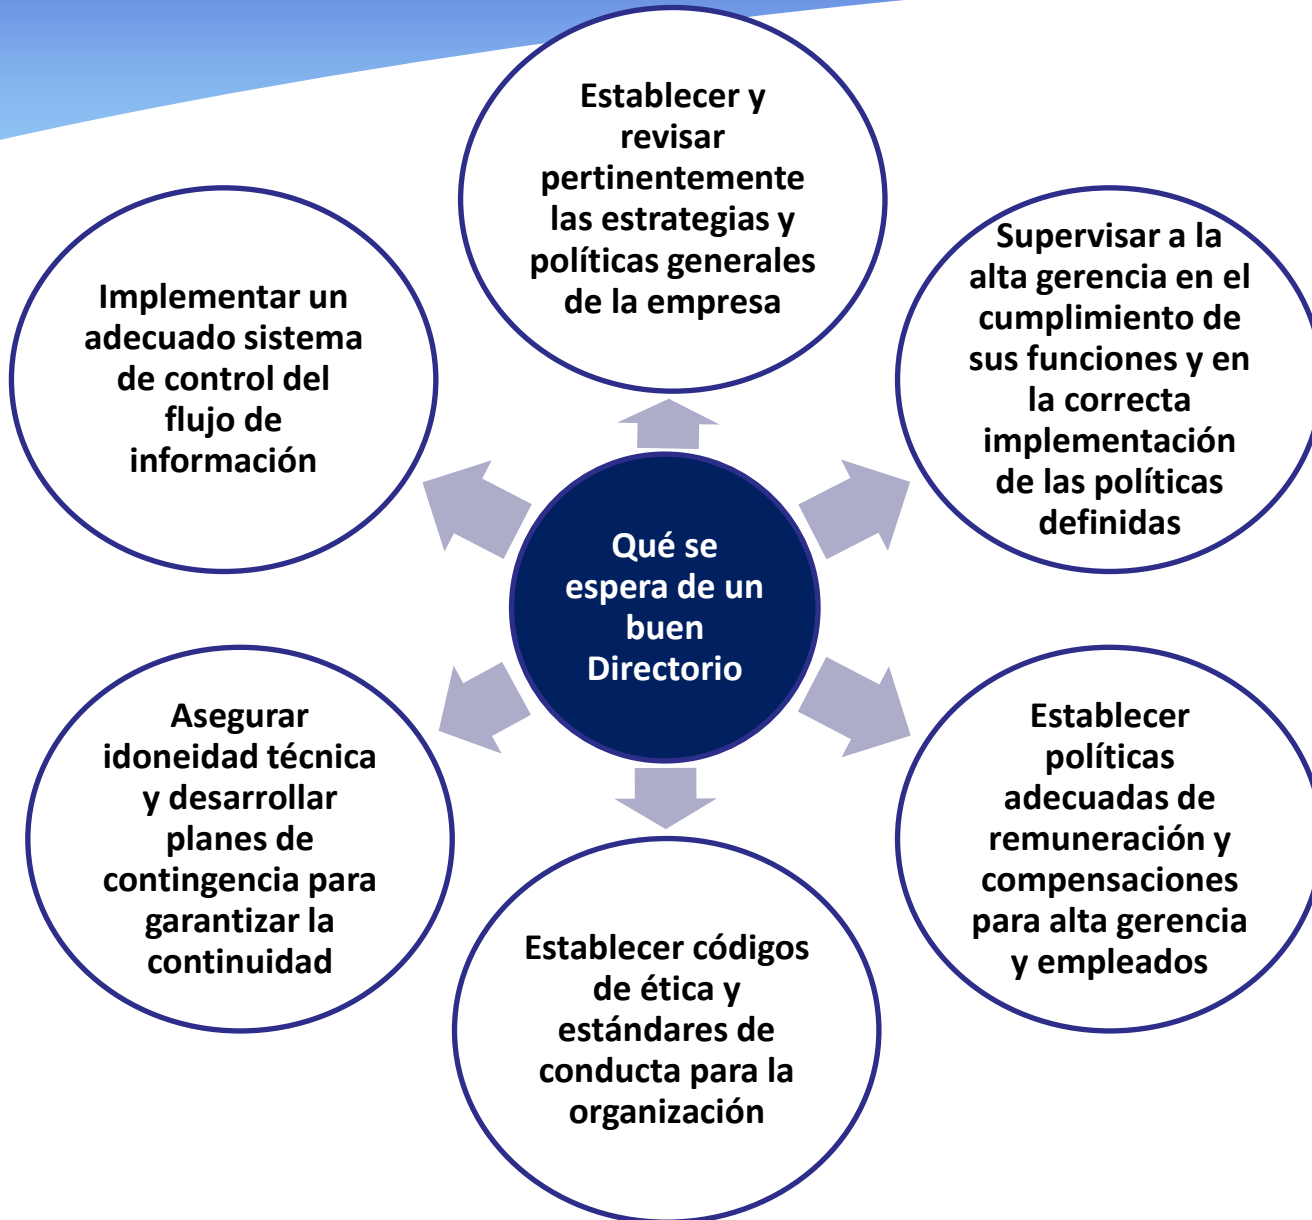 Establecer y
revisar
pertinentemente
las estrategias y
políticas generales
de la empresa
Supervisar a la
alta gerencia en el
cumplimiento de
sus funciones y en
la correcta
implementación
de las políticas
definidas
Implementar un
adecuado sistema
de control del
flujo de
información
Qué se
espera de un
buen
Directorio
Asegurar
idoneidad técnica
y desarrollar
planes de
contingencia para
garantizar la
continuidad
Establecer
políticas
adecuadas de
remuneración y
compensaciones
para alta gerencia
y empleados
Establecer códigos
de ética y
estándares de
conducta para la
organización